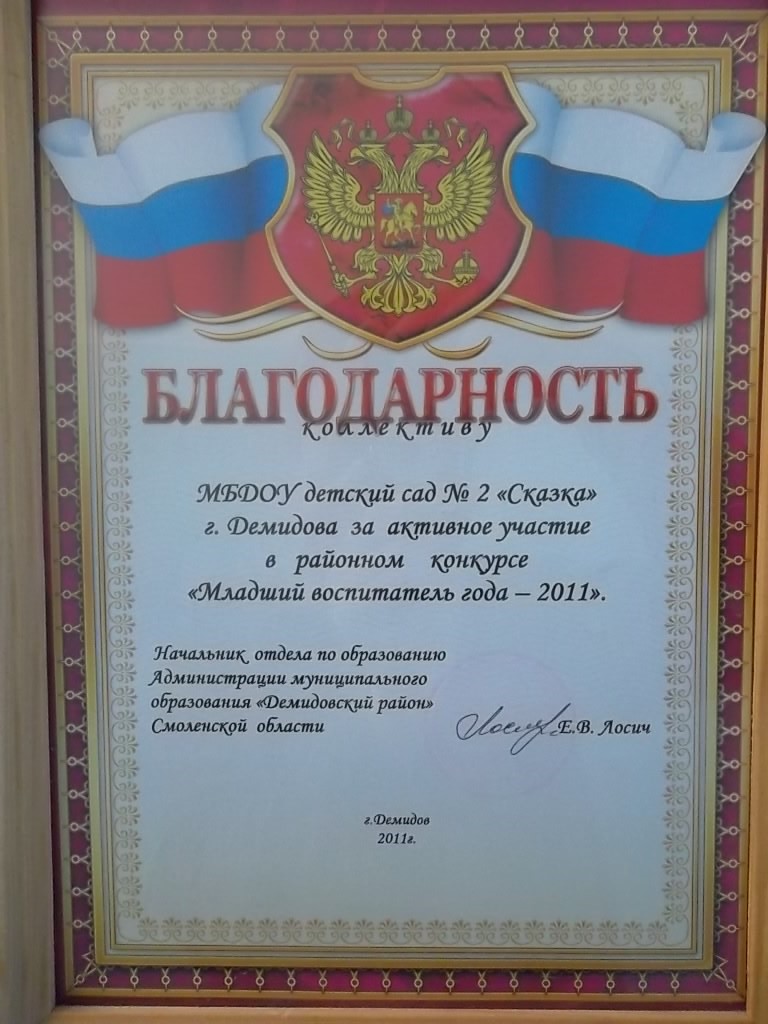 БЛАГОДАРНОСТЬ
коллективу
МБДОУ детский сад № 2 «Сказка»
г. Демидова за активное участие
в районном конкурсе
«Младший воспитатель года – 2011».
Начальник отдела по образованию
Администрации муниципального
образования «Демидовский район»
Смоленской области
Е.В. Лосич
г.Демидов
2011г.